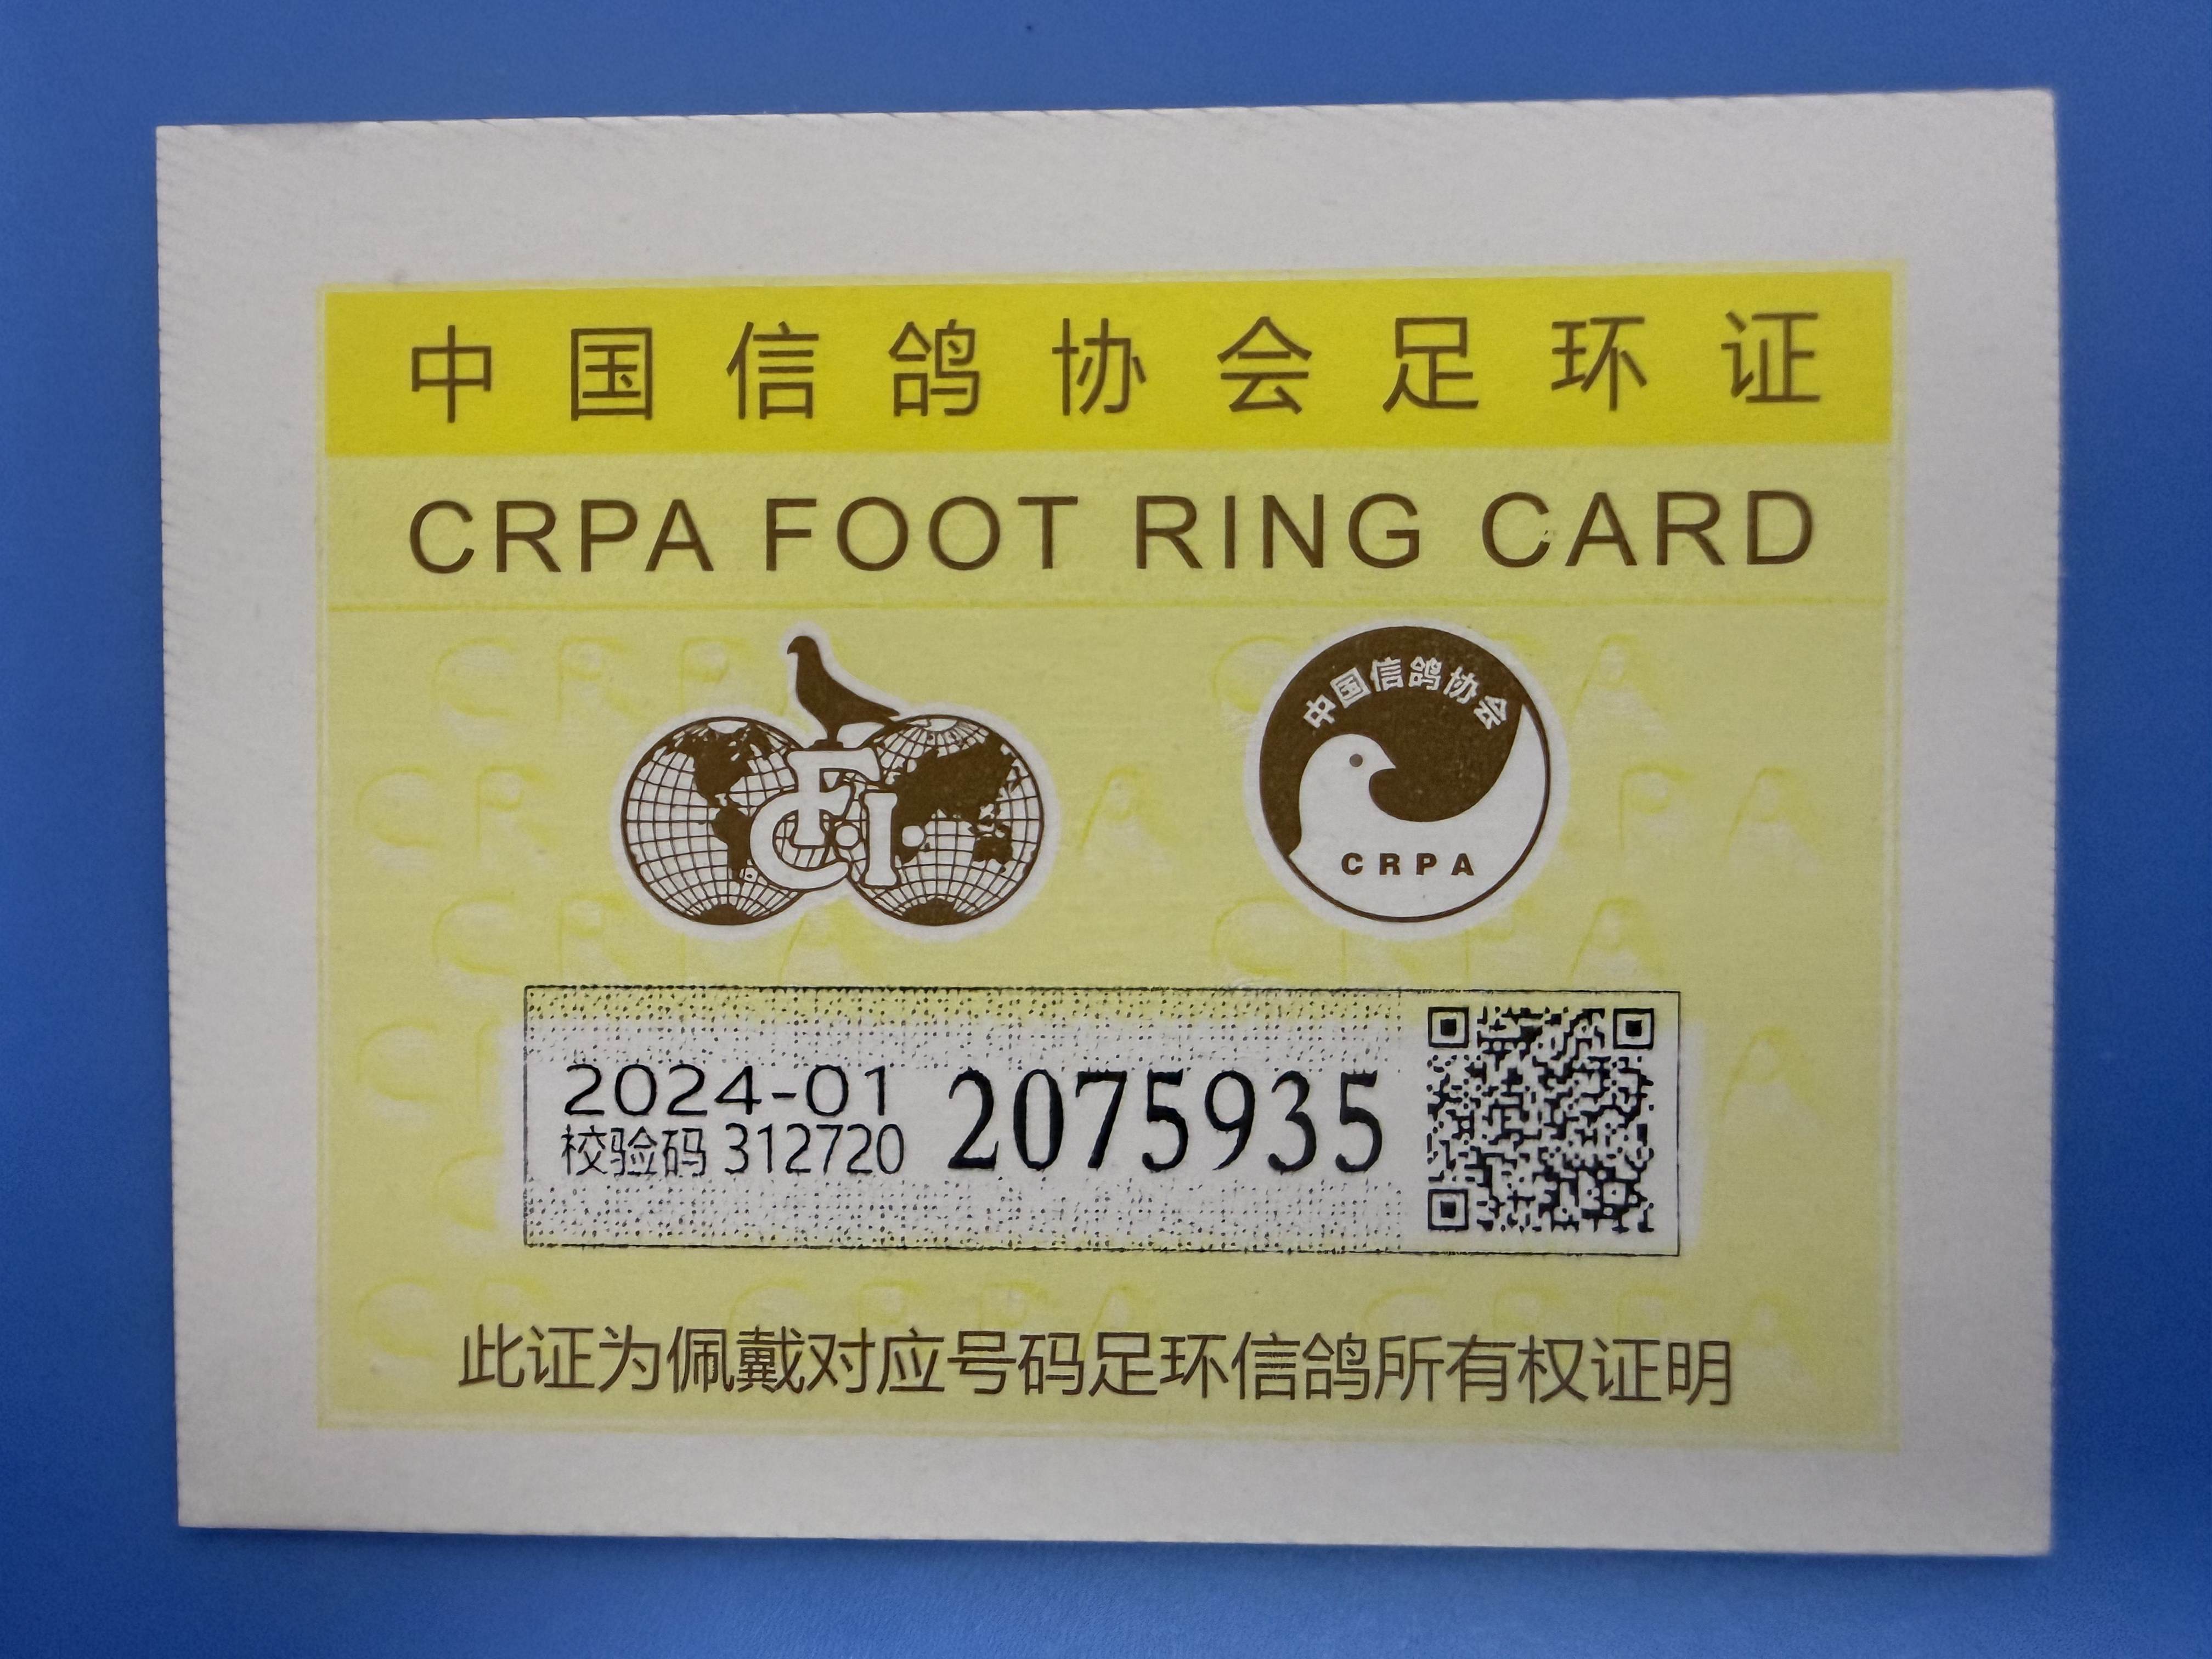 中国信鸽协会足环证
CRPA FOOT RING CARD
FCI
中国信鸽协会
CRPA
2024-01
校验码 312720
2075935
此证为佩戴对应号码足环信鸽所有权证明